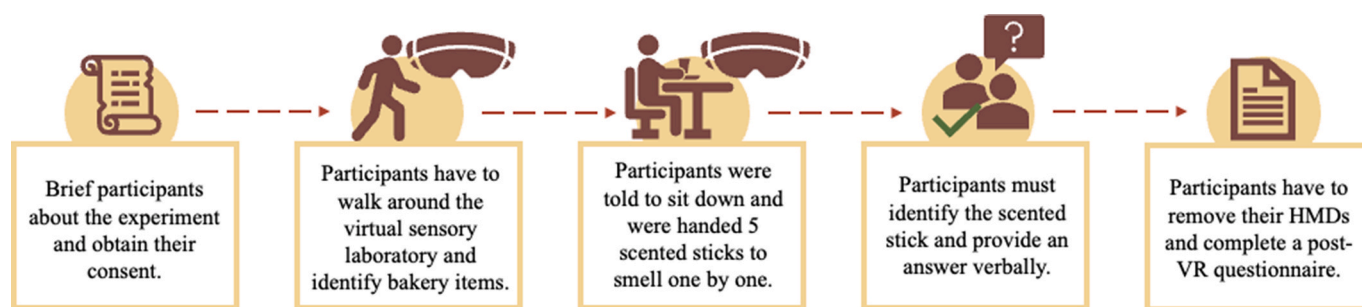 ?
Brief participants
about the experiment
and obtain their
consent.
Participants have to
walk around the
virtual sensory
laboratory and
identify bakery items.
Participants were
told to sit down and
were handed 5
scented sticks to
smell one by one.
Participants must
identify the scented
stick and provide an
answer verbally.
Participants have to
remove their HMDs
and complete a post-
VR questionnaire.